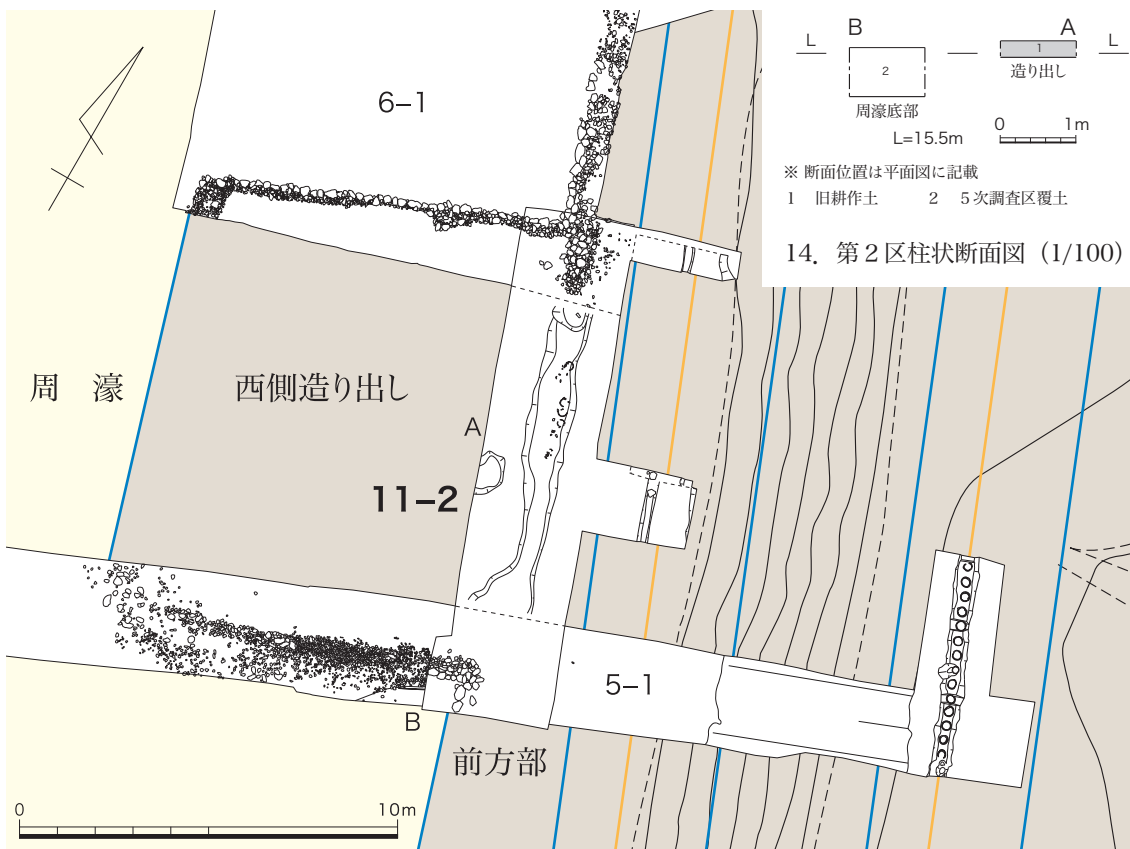 6–1
周濠
西側造り出し
A
11–2
5–1
B
前方部
0 10m
B A
L L
2 1
造り出し
周濠底部
L=15.5m 0 1m
※ 断面位置は平面図に記載
1 旧耕作土 2 5次調査区覆土
14. 第2区柱状断面図（1/100）